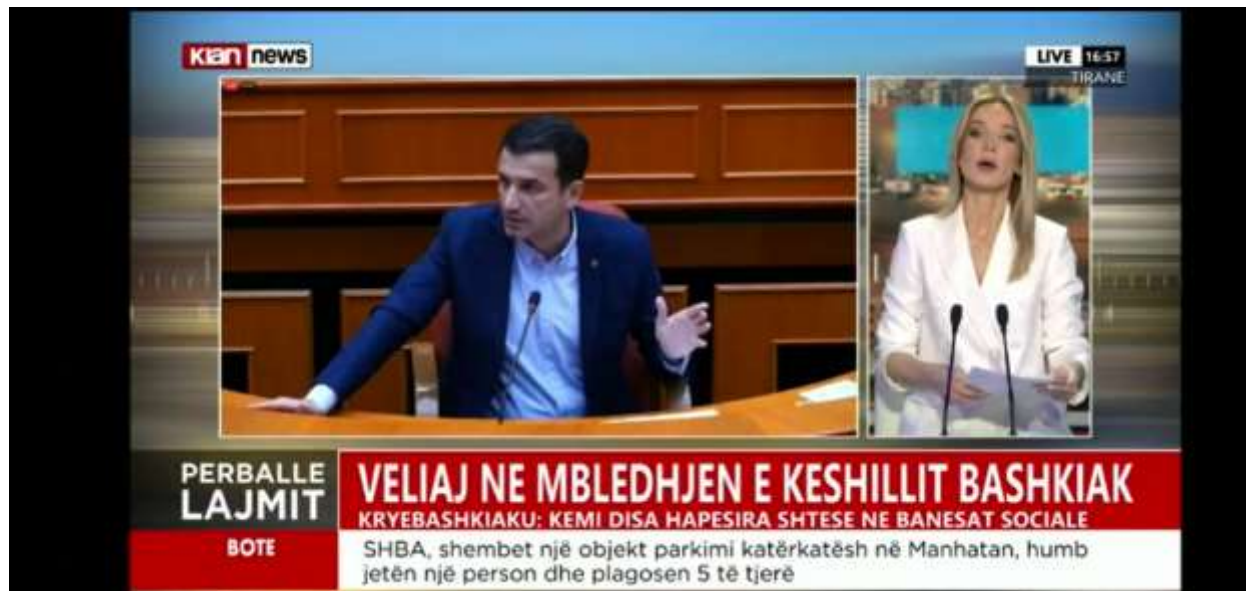 Klan news
LIVE 16:57
TIRANE
PERBALLE
LAJMIT
VELIAJ NE MBLEDHJEN E KESHILLIT BASHKIAK
KRYEBASHKIAKU: KEMI DISA HAPESIRA SHTESE NE BANESAT SOCIALE
BOTE
SHBA, shembet një objekt parkimi katërkatësh në Manhatan, humb
jetën një person dhe plagosen 5 të tjerë